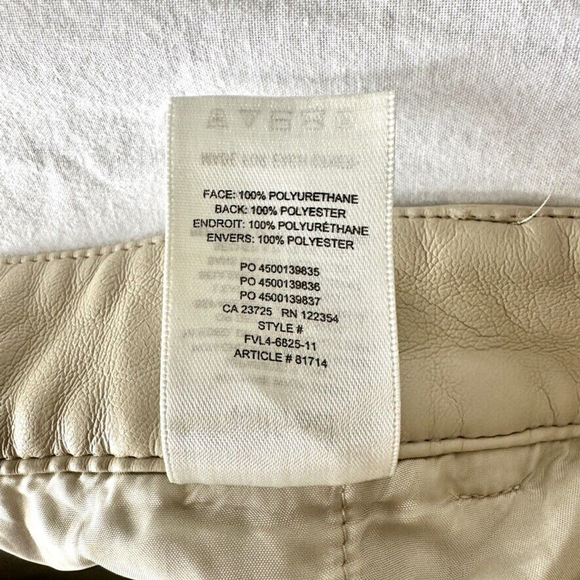 FACE: 100% POLYURETHANE
BACK: 100% POLYESTER
ENDROIT: 100% POLYURÉTHANE
ENVERS: 100% POLYESTER
PO 4500139835
PO 4500139836
PO 4500139837
CA 23725 RN 122354
STYLE #
FVL4-6825-11
ARTICLE # 81714